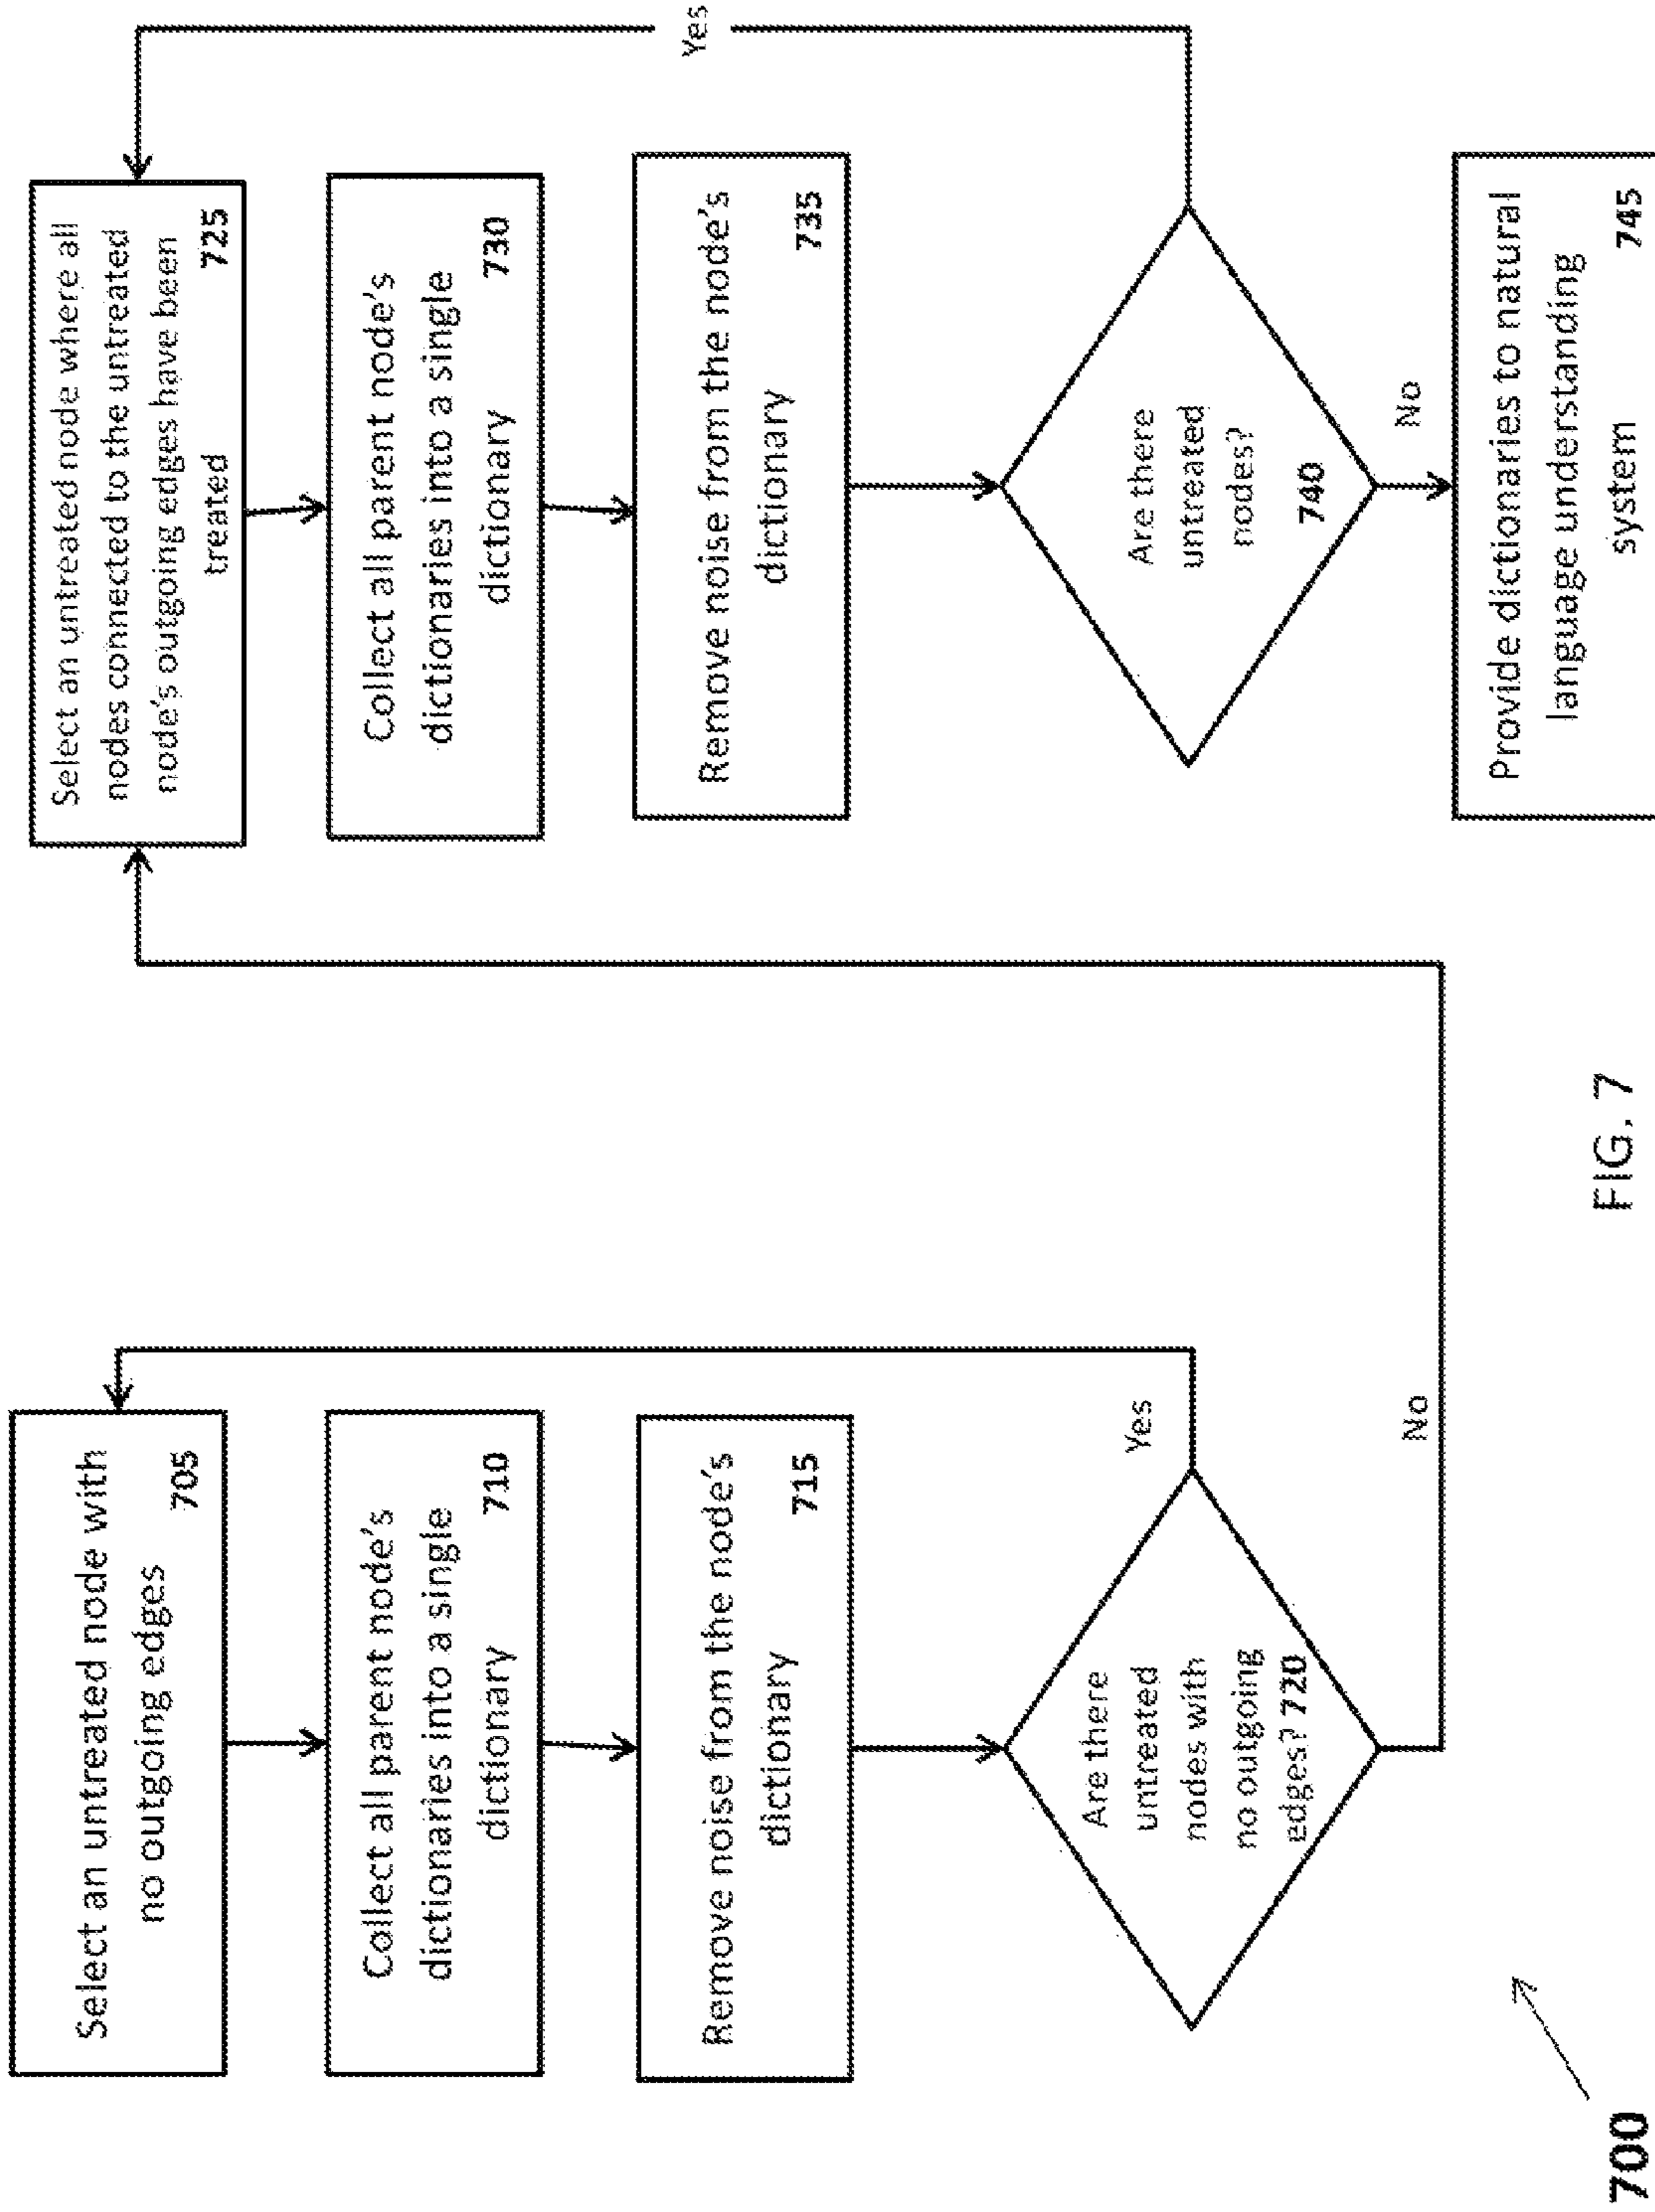 Select an untreated node with
no outgoing edges
705
Collect all parent node's
dictionaries into a single
710
dictionary
Remove noise from the node's
dictionary
715
Are there
untreated
nodes with
no outgoing
edges? 720
Yes
No
Select an untreated node where all
nodes connected to the untreated
node's outgoing edges have been
treated
725
Collect all parent node's
dictionaries into a single
730
dictionary
Remove noise from the node's
dictionary
735
Are there
untreated
nodes?
740
Yes
No
Provide dictionaries to natural
language understanding
system
745
700
FIG. 7